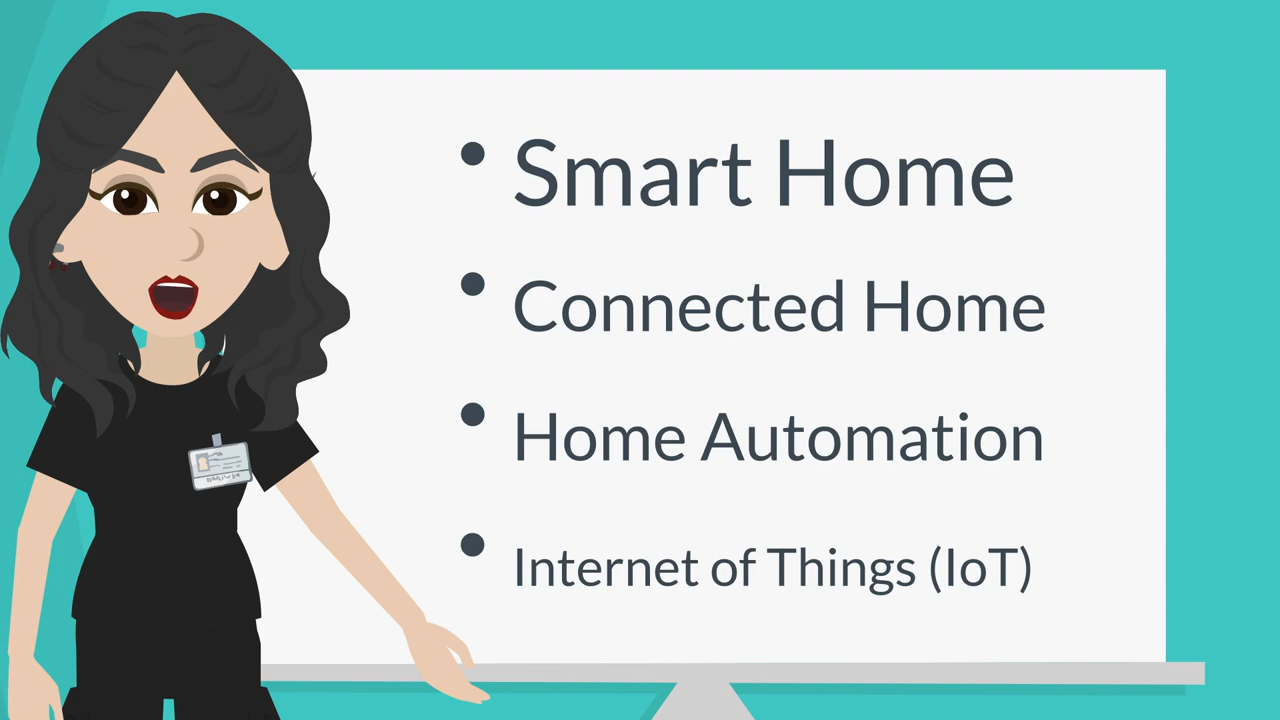 • Smart Home
• Connected Home
• Home Automation
• Internet of Things (IoT)